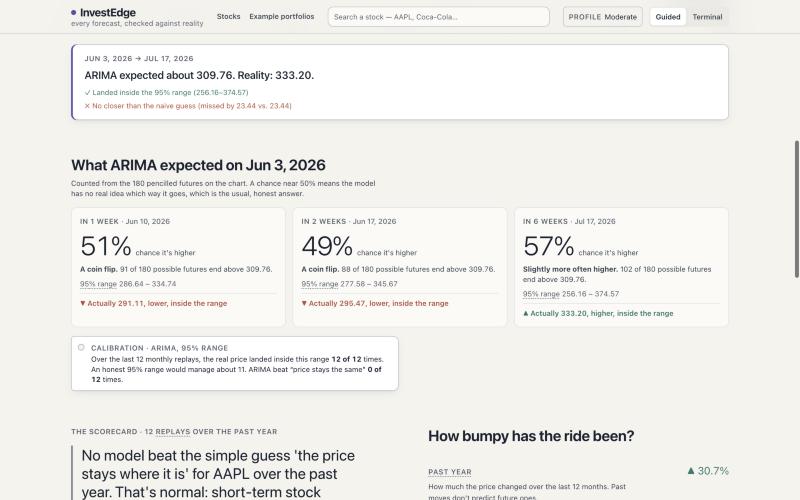 InvestEdge
every forecast, checked against reality
Stocks
Example portfolios
Search a stock — AAPL, Coca-Cola...
PROFILE Moderate
Guided
Terminal
JUN 3, 2026 → JUL 17, 2026
ARIMA expected about 309.76. Reality: 333.20.
✓ Landed inside the 95% range (256.16–374.57)
✕ No closer than the naive guess (missed by 23.44 vs. 23.44)
What ARIMA expected on Jun 3, 2026
Counted from the 180 pencilled futures on the chart. A chance near 50% means the model
has no real idea which way it goes, which is the usual, honest answer.
IN 1 WEEK · Jun 10, 2026
51% chance it's higher
A coin flip. 91 of 180 possible futures end above 309.76.
95% range 286.64 – 334.74
▼ Actually 291.11, lower, inside the range
IN 2 WEEKS · Jun 17, 2026
49% chance it's higher
A coin flip. 88 of 180 possible futures end above 309.76.
95% range 277.58 – 345.67
▼ Actually 295.47, lower, inside the range
IN 6 WEEKS · Jul 17, 2026
57% chance it's higher
Slightly more often higher. 102 of 180 possible futures
end above 309.76.
95% range 256.16 – 374.57
▲ Actually 333.20, higher, inside the range
CALIBRATION · ARIMA, 95% RANGE
Over the last 12 monthly replays, the real price landed inside this range 12 of 12 times.
An honest 95% range would manage about 11. ARIMA beat “price stays the same” 0 of
12 times.
THE SCORECARD · 12 REPLAYS OVER THE PAST YEAR
No model beat the simple guess 'the price
stays where it is' for AAPL over the past
year. That's normal: short-term stock
How bumpy has the ride been?
PAST YEAR
▲ 30.7%
How much the price changed over the last 12 months. Past
moves don't predict future ones.